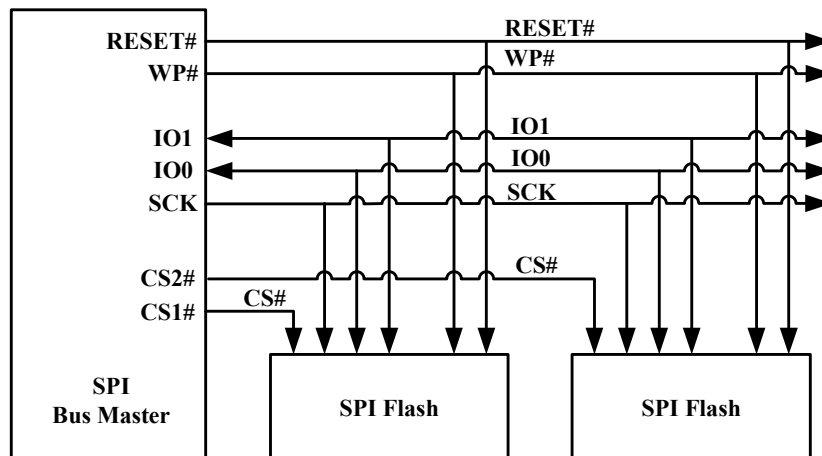 RESET#
RESET#
WP#
WP#
IO1
IO1
IO0
IO0
SCK
SCK
CS2#
CS#
CS1#
CS#
SPI
Bus Master
SPI Flash
SPI Flash